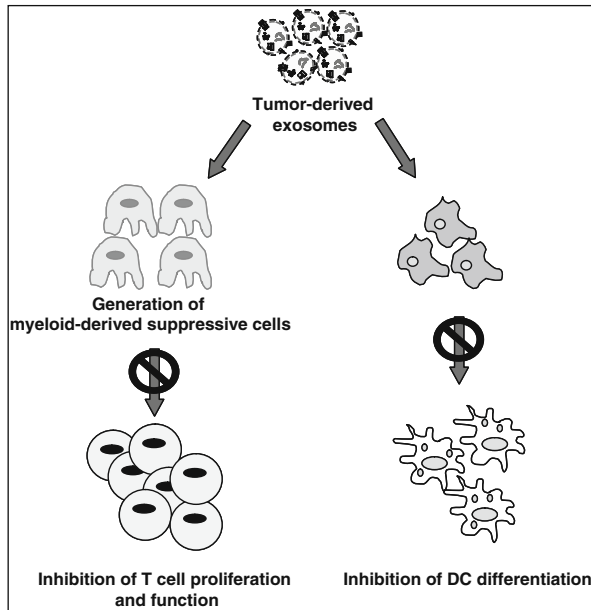 Tumor-derived
exosomes
Generation of
myeloid-derived suppressive cells
Inhibition of T cell proliferation
and function
Inhibition of DC differentiation